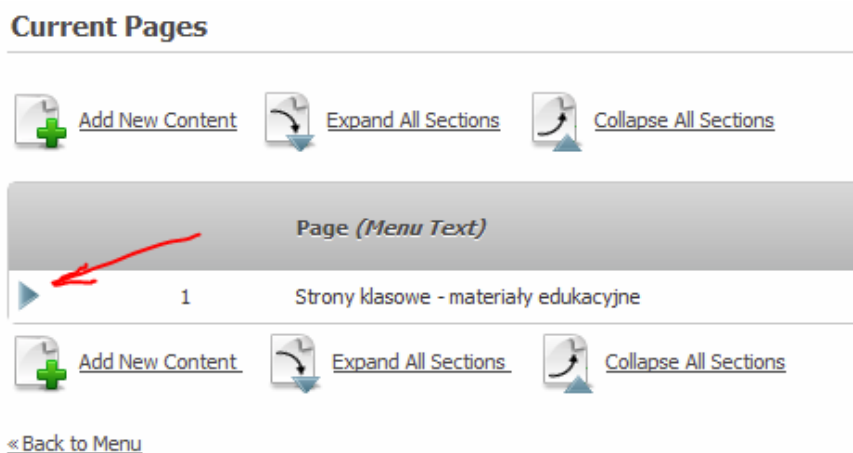 Current Pages
Add New Content Expand All Sections Collapse All Sections
Page (Menu Text)
1 Strony klasowe - materiały edukacyjne
Add New Content Expand All Sections Collapse All Sections
« Back to Menu